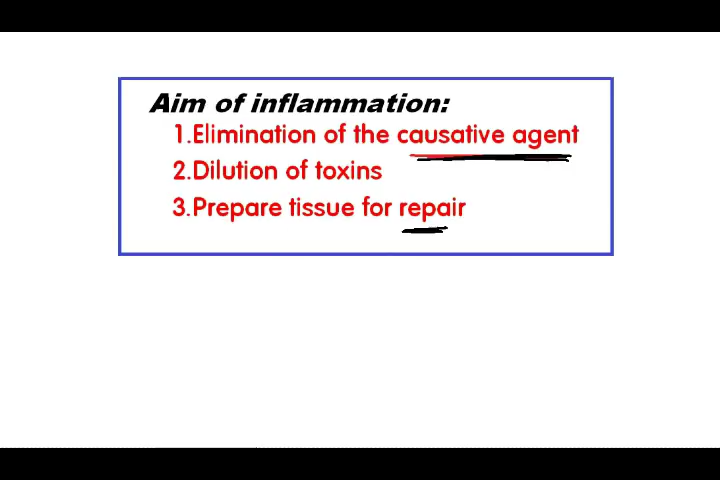 Aim of inflammation:
1.Elimination of the causative agent
2.Dilution of toxins
3.Prepare tissue for repair